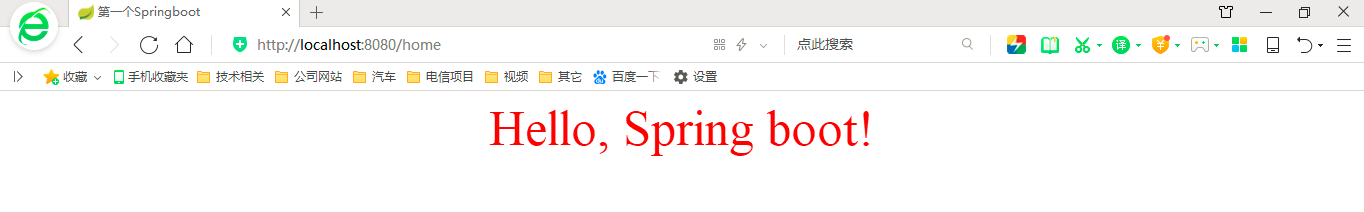 第一个Springboot
http://localhost:8080/home
点此搜索
译
收藏
手机收藏夹
技术相关
公司网站
汽车
电信项目
视频
其它
百度一下
设置
Hello, Spring boot!